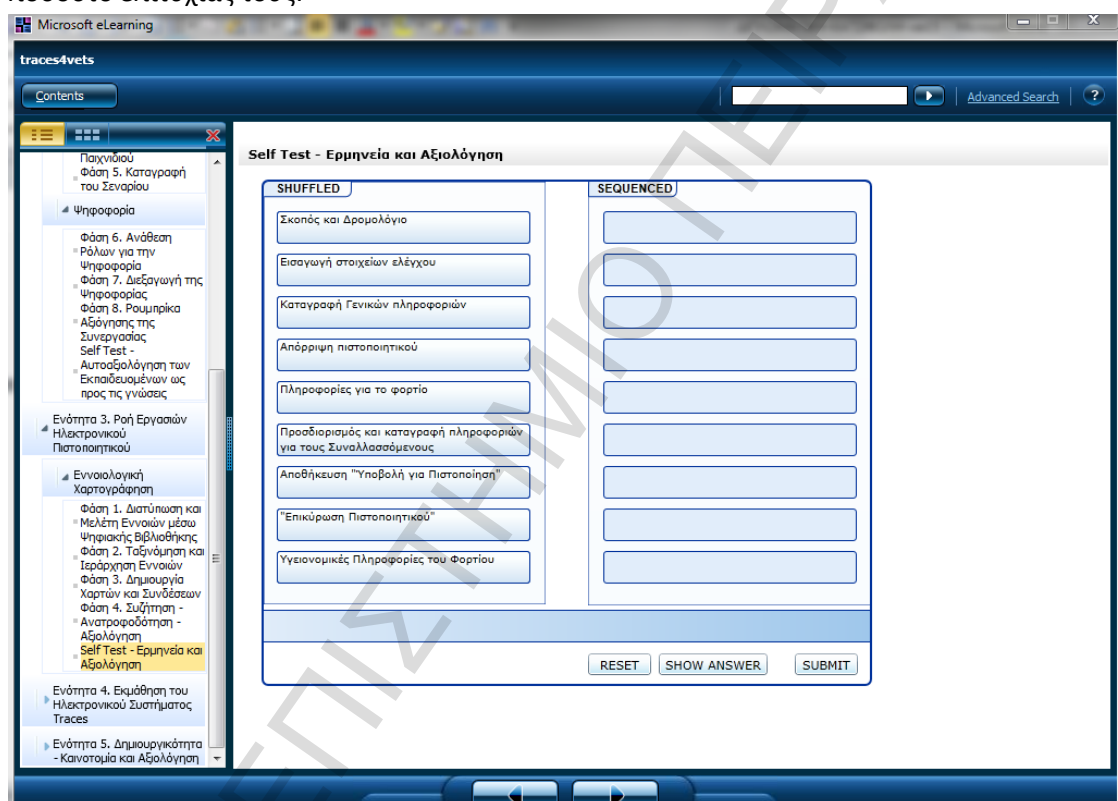 Microsoft eLearning
traces4vets
Contents
Advanced Search
?
Παιχνιδιού
Φάση 5. Καταγραφή
του Σεναρίου
Ψηφοφορία
Φάση 6. Ανάθεση
Ρόλων για την
Ψηφοφορία
Φάση 7. Διεξαγωγή της
Ψηφοφορίας
Φάση 8. Ρουμπρίκα
Αξιόγησης της
Συνεργασίας
Self Test -
Αυτοαξιολόγηση των
Εκπαιδευομένων ως
προς τις γνώσεις
Ενότητα 3. Ροή Εργασιών
Ηλεκτρονικού
Πιστοποιητικού
Εννοιολογική
Χαρτογράφηση
Φάση 1. Διατύπωση και
Μελέτη Εννοιών μέσω
Ψηφιακής Βιβλιοθήκης
Φάση 2. Ταξινόμηση και
Ιεράρχηση Εννοιών
Φάση 3. Δημιουργία
Χαρτών και Συνδέσεων
Φάση 4. Συζήτηση -
Ανατροφοδότηση -
Αξιολόγηση
Self Test - Ερμηνεία και
Αξιολόγηση
Ενότητα 4. Εκμάθηση του
Ηλεκτρονικού Συστήματος
Traces
Ενότητα 5. Δημιουργικότητα
- Καινοτομία και Αξιολόγηση
Self Test - Ερμηνεία και Αξιολόγηση
SHUFFLED
SEQUENCED
Σκοπός και Δρομολόγιο
Εισαγωγή στοιχείων ελέγχου
Καταγραφή Γενικών πληροφοριών
Απόρριψη πιστοποιητικού
Πληροφορίες για το φορτίο
Προσδιορισμός και καταγραφή πληροφοριών
για τους Συναλλασσόμενους
Αποθήκευση "Υποβολή για Πιστοποίηση"
"Επικύρωση Πιστοποιητικού"
Υγειονομικές Πληροφορίες του Φορτίου
RESET
SHOW ANSWER
SUBMIT